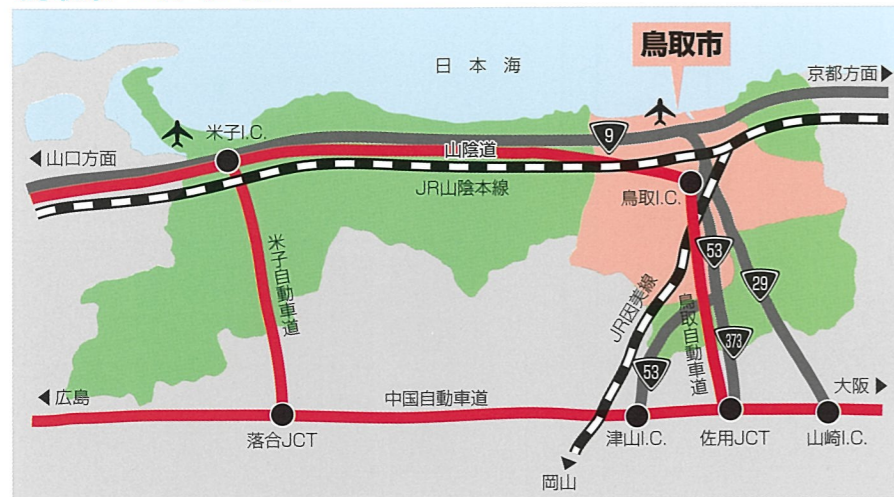 鳥取市
日本海
京都方面
米子I.C.
9
山口方面
山陰道
JR山陰本線
鳥取I.C.
米子自動車道
53
29
JR因美線
鳥取自動車道
373
53
広島
中国自動車道
大阪
落合JCT
津山I.C.
佐用JCT
山崎I.C.
岡山